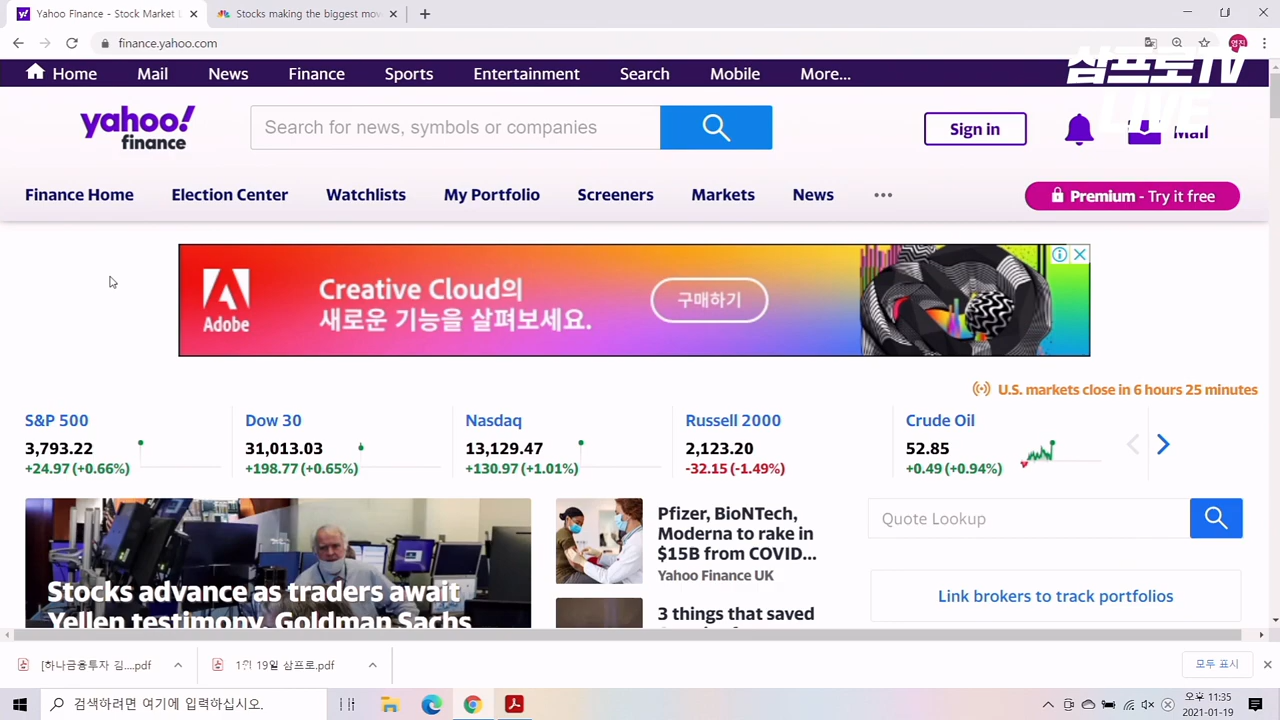 Yahoo Finance - Stock Market L
Stocks making the biggest mov
finance.yahoo.com
연지
삼프로TV
LIVE
Home Mail News Finance Sports Entertainment Search Mobile More...
yahoo!
finance
Search for news, symbols or companies
Sign in
Mail
Finance Home Election Center Watchlists My Portfolio Screeners Markets News
Premium - Try it free
Adobe
Creative Cloud의
새로운 기능을 살펴보세요.
구매하기
U.S. markets close in 6 hours 25 minutes
S&P 500
3,793.22
+24.97 (+0.66%)
Dow 30
31,013.03
+198.77 (+0.65%)
Nasdaq
13,129.47
+130.97 (+1.01%)
Russell 2000
2,123.20
-32.15 (-1.49%)
Crude Oil
52.85
+0.49 (+0.94%)
Stocks advance as traders await
Yellen testimony, Goldman Sachs
Pfizer, BioNTech,
Moderna to rake in
$15B from COVID...
Yahoo Finance UK
3 things that saved
Quote Lookup
Link brokers to track portfolios
[하나금융투자 김....pdf
1월 19일 삼프로.pdf
모두 표시
검색하려면 여기에 입력하십시오.
오후 11:35
2021-01-19